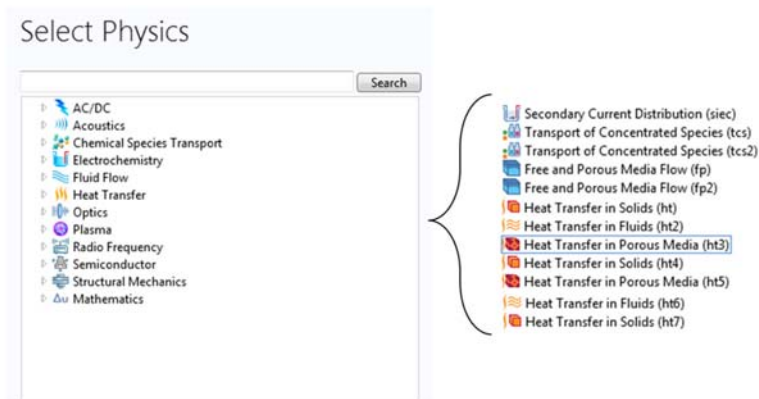 Select Physics
Search
AC/DC
Acoustics
Chemical Species Transport
Electrochemistry
Fluid Flow
Heat Transfer
Optics
Plasma
Radio Frequency
Semiconductor
Structural Mechanics
Δu Mathematics
Secondary Current Distribution (siec)
Transport of Concentrated Species (tcs)
Transport of Concentrated Species (tcs2)
Free and Porous Media Flow (fp)
Free and Porous Media Flow (fp2)
Heat Transfer in Solids (ht)
Heat Transfer in Fluids (ht2)
Heat Transfer in Porous Media (ht3)
Heat Transfer in Solids (ht4)
Heat Transfer in Porous Media (ht5)
Heat Transfer in Fluids (ht6)
Heat Transfer in Solids (ht7)